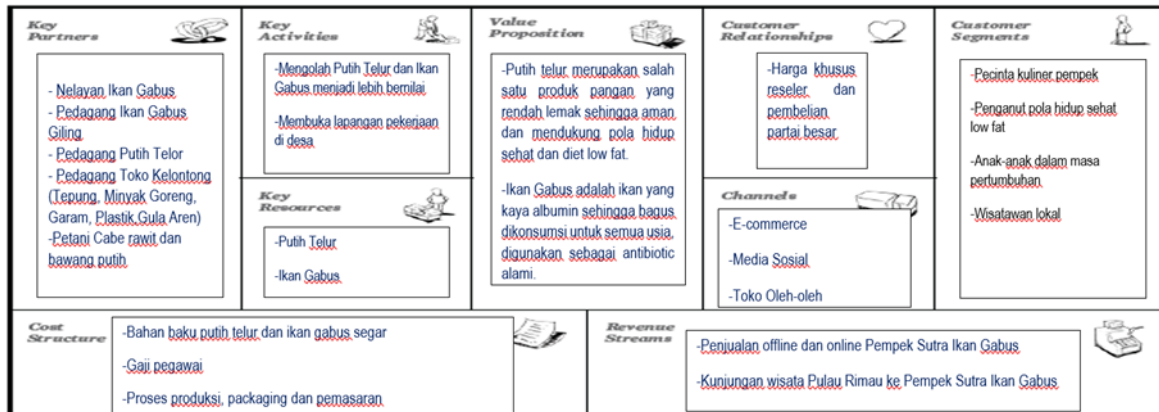 Key
Partners
- Nelayan Ikan Gabus
- Pedagang Ikan Gabus
Giling
- Pedagang Putih Telor
- Pedagang Toko Kelontong
(Tepung, Minyak Goreng,
Garam, Plastik,Gula Aren)
-Petani Cabe rawit dan
bawang putih
Key
Activities
-Mengolah Putih Telur dan Ikan
Gabus menjadi lebih bernilai
-Membuka lapangan pekerjaan
di desa
Key
Resources
-Putih Telur
-Ikan Gabus
Value
Proposition
-Putih telur merupakan salah
satu produk pangan yang
rendah lemak sehingga aman
dan mendukung pola hidup
sehat dan diet low fat.
-Ikan Gabus adalah ikan yang
kaya albumin sehingga bagus
dikonsumsi untuk semua usia,
digunakan sebagai antibiotic
alami.
Customer
Relationships
-Harga khusus
reseler dan
pembelian
partai besar
Channels
-E-commerce
-Media Sosial
-Toko Oleh-oleh
Customer
Segments
-Pecinta kuliner pempek
-Penganut pola hidup sehat
low fat
-Anak-anak dalam masa
pertumbuhan
-Wisatawan lokal
Cost
Structure
-Bahan baku putih telur dan ikan gabus segar
-Gaji pegawai
-Proses produksi, packaging dan pemasaran
Revenue
Streams
-Penjualan offline dan online Pempek Sutra Ikan Gabus
-Kunjungan wisata Pulau Rimau ke Pempek Sutra Ikan Gabus